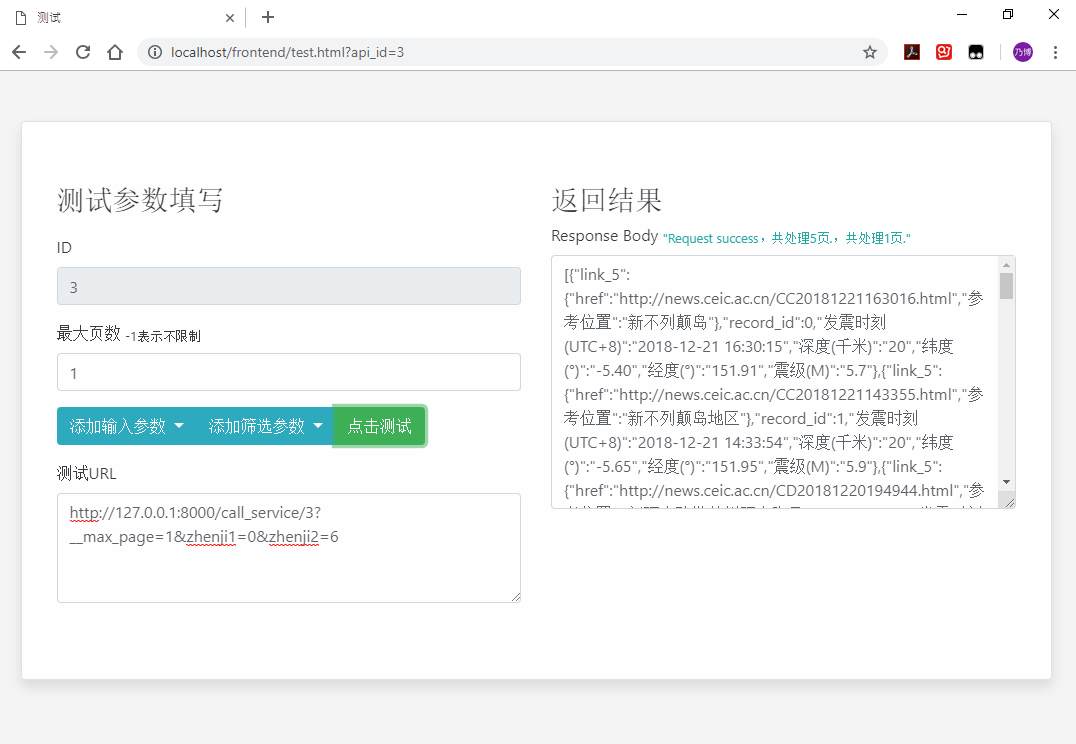 测试
localhost/frontend/test.html?api_id=3
乃博
测试参数填写
ID
3
最大页数 -1表示不限制
1
添加输入参数
添加筛选参数
点击测试
测试URL
http://127.0.0.1:8000/call_service/3?
__max_page=1&zhenji1=0&zhenji2=6
返回结果
Response Body "Request success，共处理5页.，共处理1页."
[{"link_5":
{"href":"http://news.ceic.ac.cn/CC20181221163016.html","参
考位置":"新不列颠岛"},"record_id":0,"发震时刻
(UTC+8)":"2018-12-21 16:30:15","深度(千米)":"20","纬度
(°)":"-5.40","经度(°)":"151.91","震级(M)":"5.7"},{"link_5":
{"href":"http://news.ceic.ac.cn/CC20181221143355.html","参
考位置":"新不列颠岛地区"},"record_id":1,"发震时刻
(UTC+8)":"2018-12-21 14:33:54","深度(千米)":"20","纬度
(°)":"-5.65","经度(°)":"151.95","震级(M)":"5.9"},{"link_5":
{"href":"http://news.ceic.ac.cn/CD20181220194944.html","参